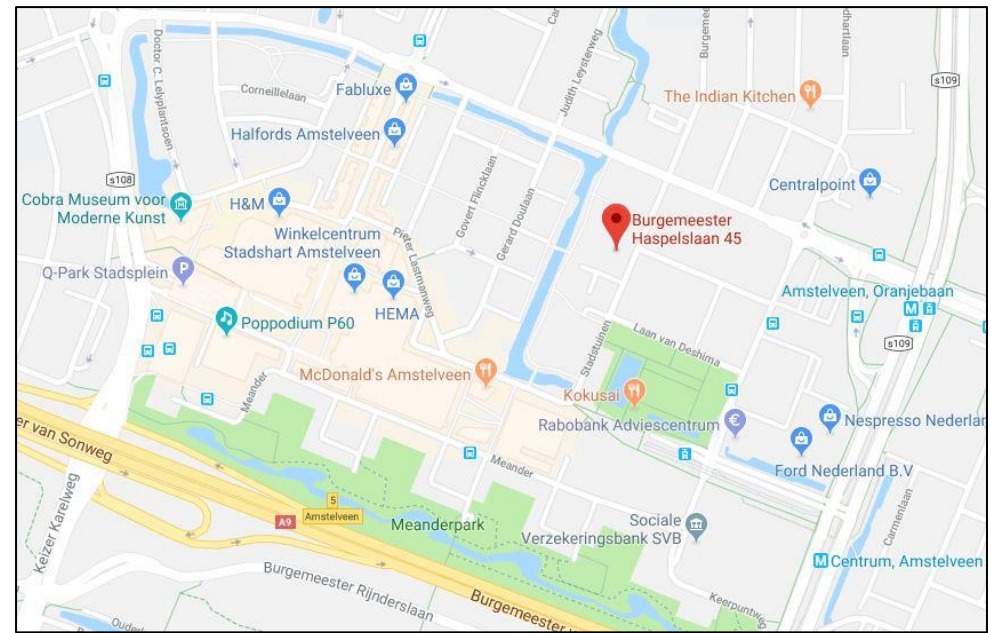 Fabluxe
Corneillelaan
Doctor C. Lelyplantsoen
Judith Leysterweg
s109
The Indian Kitchen
Halfords Amstelveen
s108
Centralpoint
Cobra Museum voor
Moderne Kunst
H&M
Govert Flincklaan
Gerard Doulaan
Burgemeester
Haspelslaan 45
Winkelcentrum
Stadshart Amstelveen
Pieter Lastmanweg
Q-Park Stadsplein
P
HEMA
Amstelveen, Oranjebaan
M
Poppodium P60
Laan van Deshima
s109
Stadstuinen
McDonald's Amstelveen
Meander
Kokusai
Rabobank Adviescentrum
€
Nespresso Nederlan
Ford Nederland B.V
er van Sonweg
Meander
5
Amstelveen
A9
Meanderpark
Keizer Karelweg
Sociale
Verzekeringsbank SVB
Carmenlaan
M
Centrum, Amstelveen
Burgemeester Rijnderslaan
Burgemeester v
Keerpuntweg